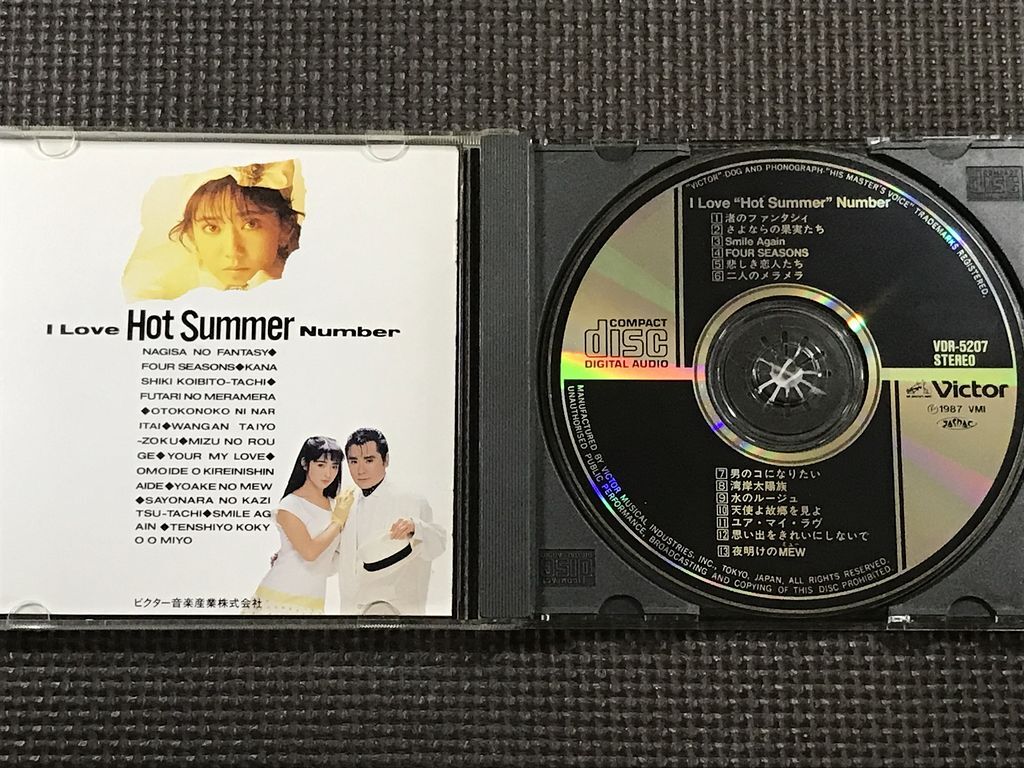 I Love Hot Summer Number
NAGISA NO FANTASY◆
FOUR SEASONS◆KANA
SHIKI KOIBITO-TACHI◆
FUTARI NO MERAMERA
◆OTOKONOKO NI NAR
ITAI◆WANGAN TAIYO
-ZOKU◆MIZU NO ROU
GE◆YOUR MY LOVE◆
OMOIDE O KIREINISHIN
AIDE◆YOAKE NO MEW
◆SAYONARA NO KAZI
TSU-TACHI◆SMILE AG
AIN ◆TENSHIYO KOKY
O O MIYO
ビクター音楽産業株式会社
"VICTOR" DOG AND PHONOGRAPH "HIS MASTER'S VOICE" TRADEMARKS REGISTERED.
I Love "Hot Summer" Number
1 渚のファンタシィ
2 さよならの果実たち
3 Smile Again
4 FOUR SEASONS
5 悲しき恋人たち
6 二人のメラメラ
COMPACT
disc
DIGITAL AUDIO
VDR-5207
STEREO
Victor
Ⓟ1987 VMI
JASRAC
7 男のコになりたい
8 湾岸太陽族
9 水のルージュ
10 天使よ故郷を見よ
11 ユア・マイ・ラヴ
12 思い出をきれいにしないで
13 夜明けのMEW
ミュー
MANUFACTURED BY VICTOR MUSICAL INDUSTRIES, INC., TOKYO, JAPAN, ALL RIGHTS RESERVED.
UNAUTHORISED PUBLIC PERFORMANCE, BROADCASTING AND COPYING OF THIS DISC PROHIBITED.